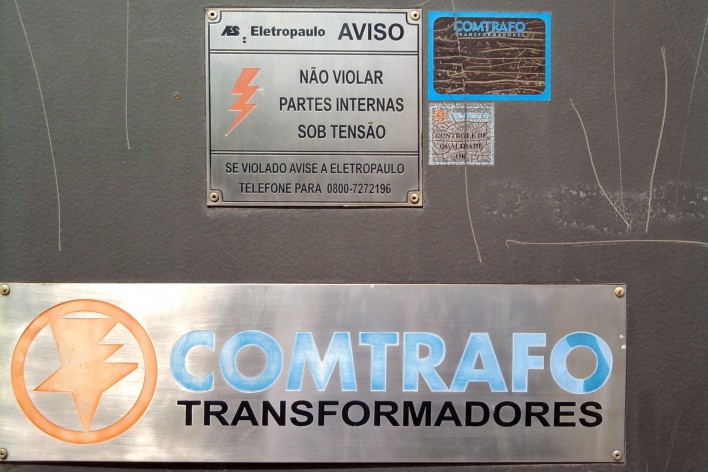 AES Eletropaulo AVISO
NÃO VIOLAR
PARTES INTERNAS
SOB TENSÃO
SE VIOLADO AVISE A ELETROPAULO
TELEFONE PARA 0800-7272196
COMTRAFO
TRANSFORMADORES
CONTROLE DE
QUALIDADE
OK
COMTRAFO
TRANSFORMADORES